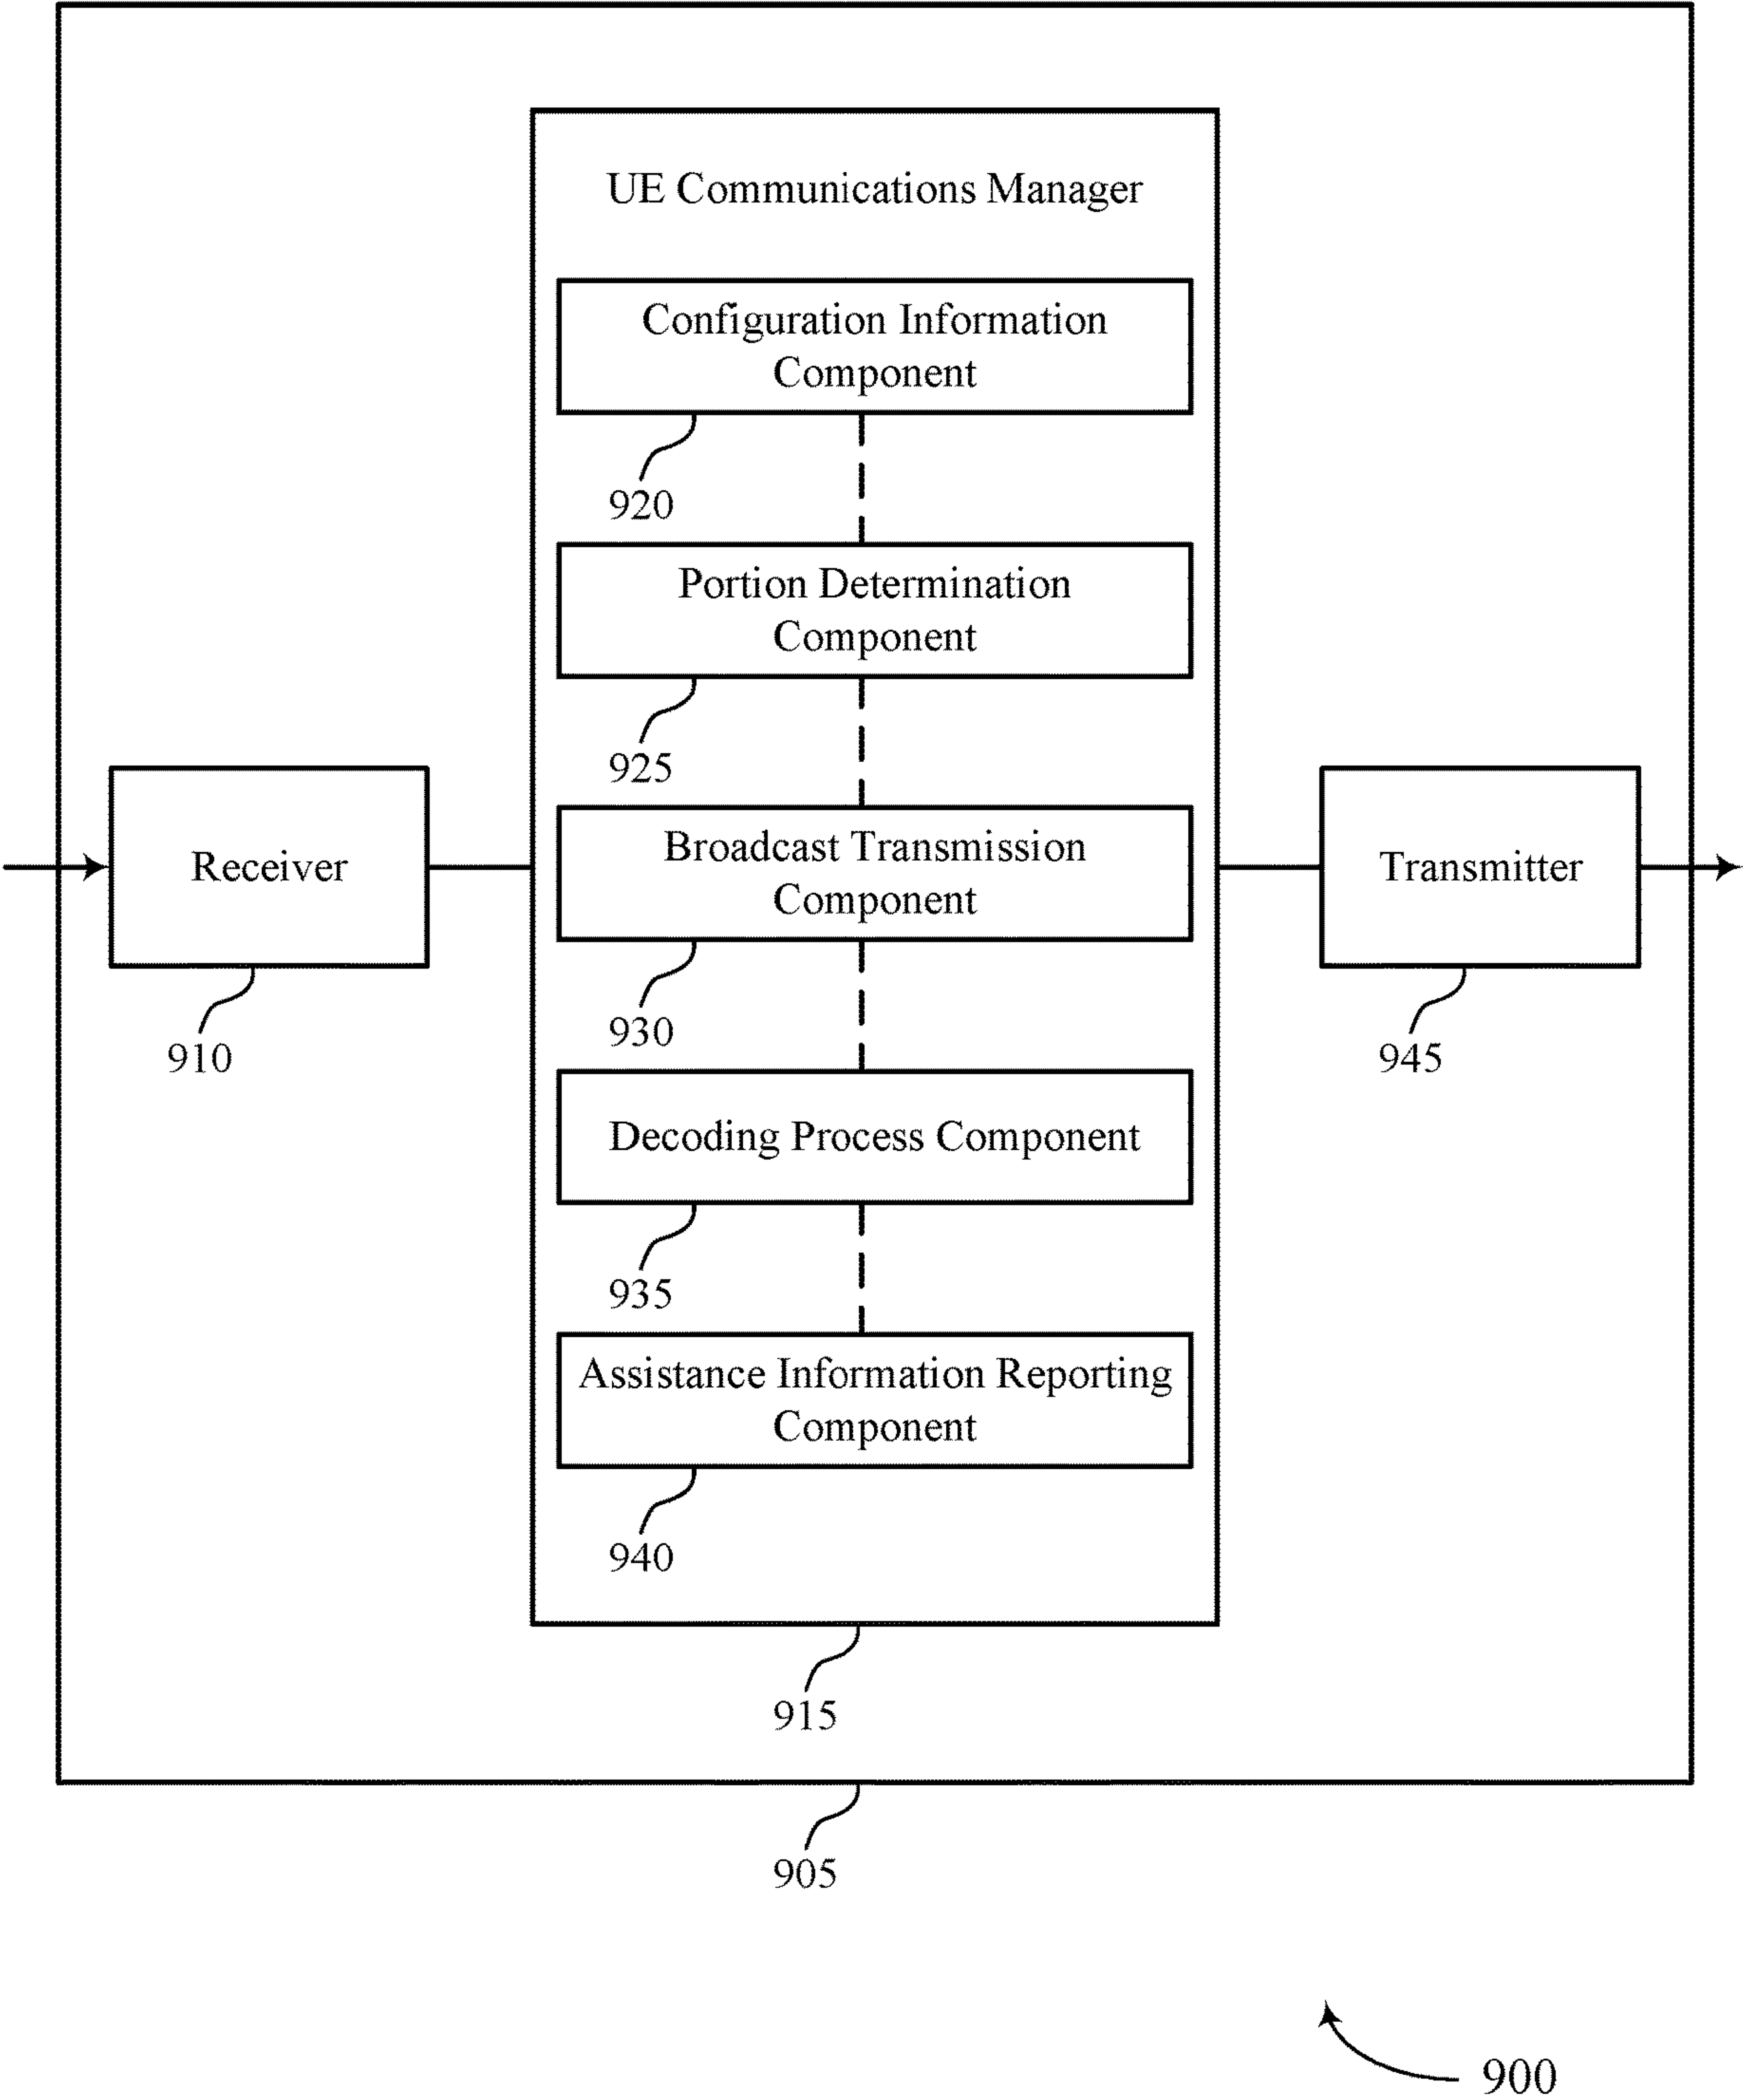 UE Communications Manager
Configuration Information
Component
920
Portion Determination
Component
925
Receiver
910
Broadcast Transmission
Component
930
Transmitter
945
Decoding Process Component
935
Assistance Information Reporting
Component
940
915
905
900